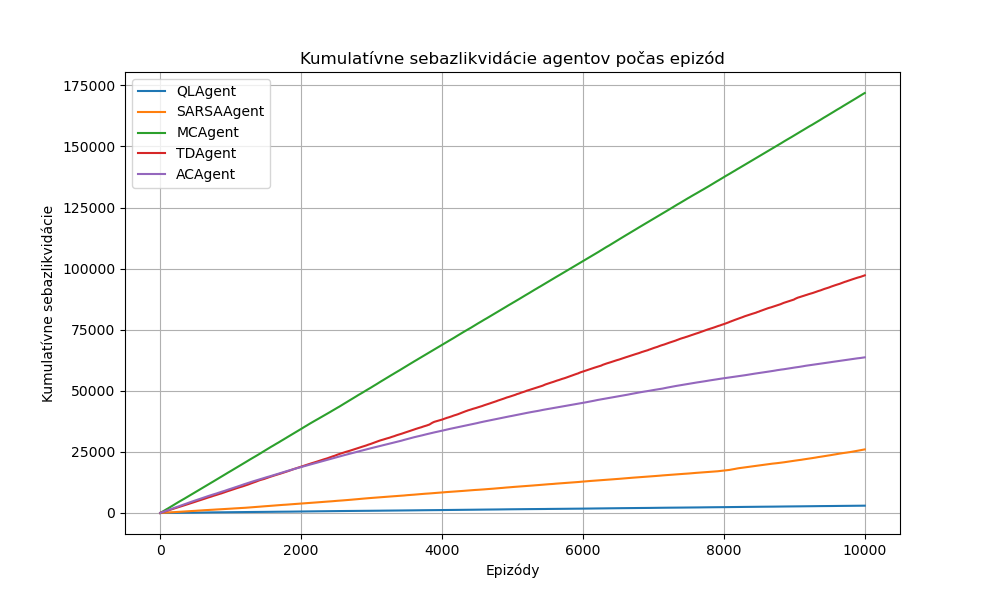 Kumulatívne sebazlikvidácie agentov počas epizód
QLAgent
SARSAAgent
MCAgent
TDAgent
ACAgent
175000
150000
125000
100000
75000
50000
25000
0
Kumulatívne sebazlikvidácie
0 2000 4000 6000 8000 10000
Epizódy